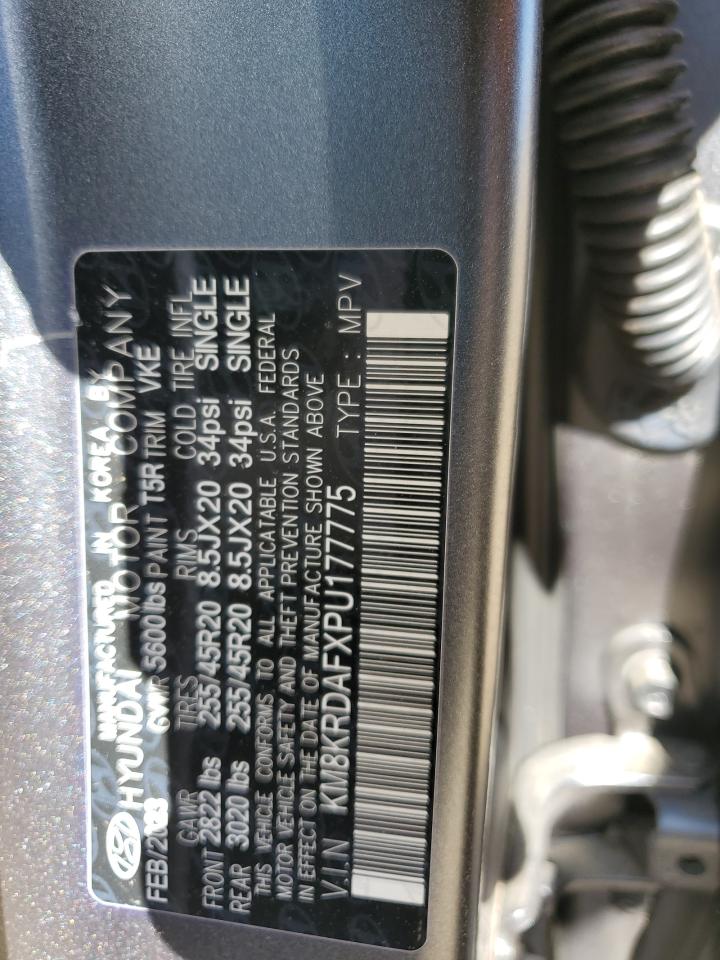 MANUFACTURED IN KOREA BY
HYUNDAI MOTOR COMPANY
FEB/2023 GVWR 5600 lbs PAINT T5R TRIM VKE
GAWR TIRES RIMS COLD TIRE INFL
FRONT 2822 lbs 255/45R20 8.5JX20 34psi SINGLE
REAR 3020 lbs 255/45R20 8.5JX20 34psi SINGLE
THIS VEHICLE CONFORMS TO ALL APPLICATABLE U.S.A. FEDERAL
MOTOR VEHICLE SAFETY AND THEFT PREVENTION STANDARDS
IN EFFECT ON THE DATE OF MANUFACTURE SHOWN ABOVE
VIN KM8KRDAFXPU177775 TYPE : MPV